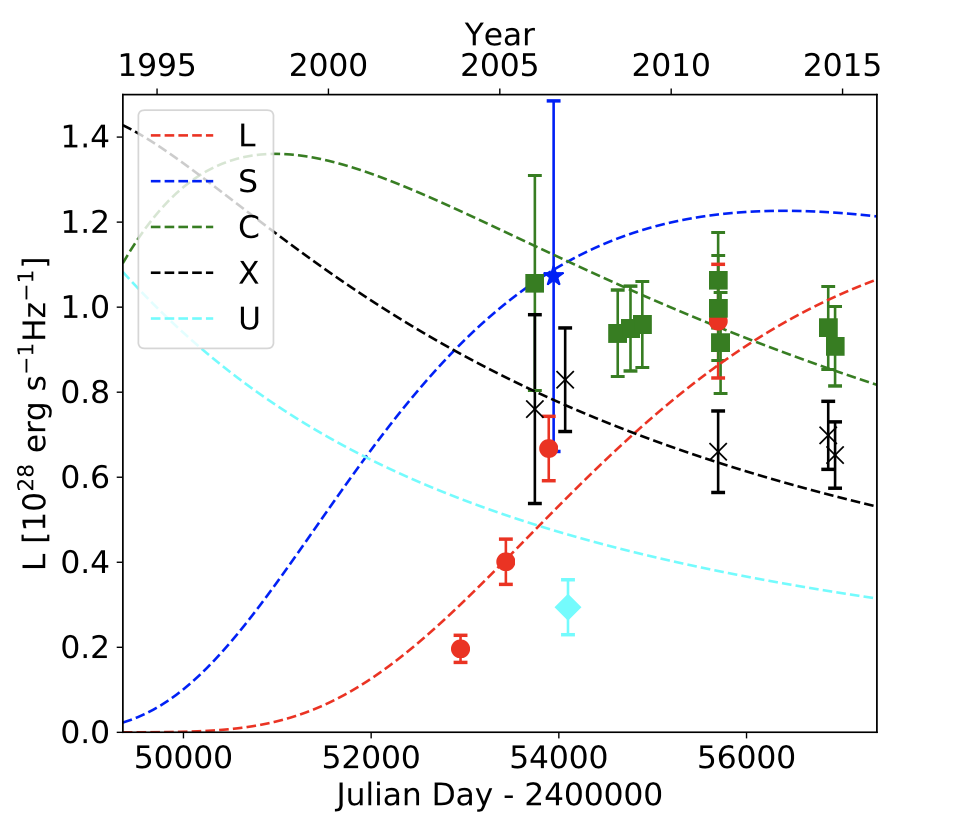 Year
1995 2000 2005 2010 2015
L [10²⁸ erg s⁻¹Hz⁻¹]
1.4
1.2
1.0
0.8
0.6
0.4
0.2
0.0
L
S
C
X
U
50000 52000 54000 56000
Julian Day - 2400000